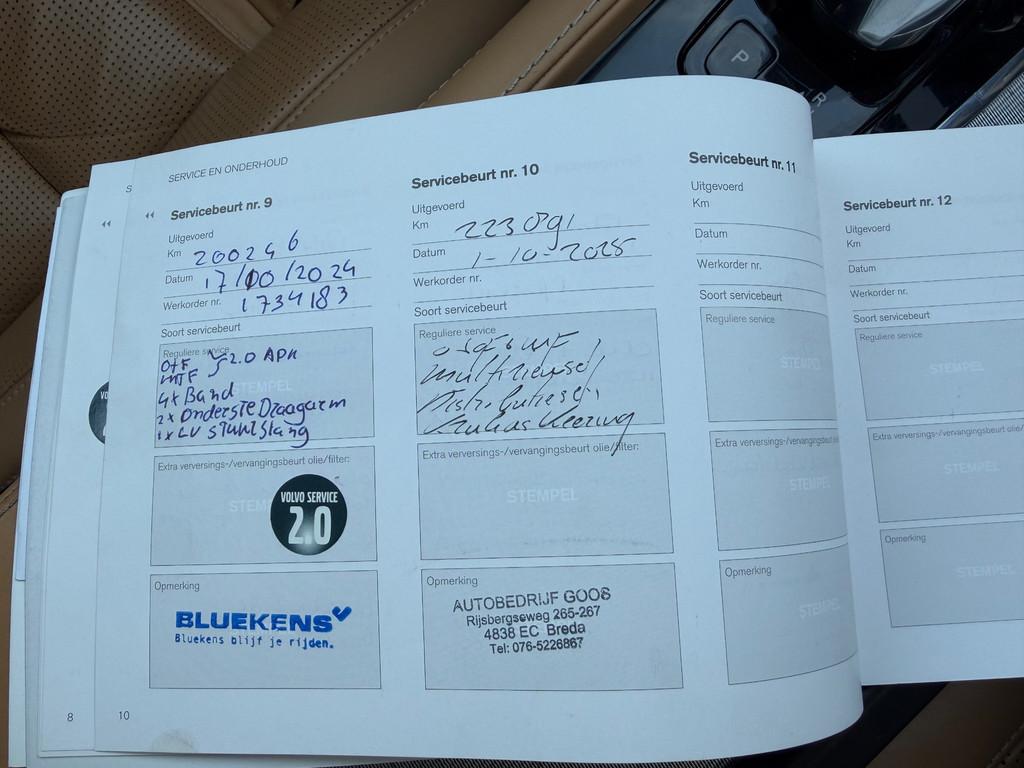 S
SERVICE EN ONDERHOUD
Servicebeurt nr. 9
Uitgevoerd
Km 200246
Datum 17/10/2024
Werkorder nr. 1734183
Soort servicebeurt
Reguliere service
O+F
MTF } 2.0 APK
STEMPEL
4x Band
2x Onderste Draagarm
1x LV Stuk Slang
Extra verversings-/vervangingsbeurt olie/filter:
STEM
VOLVO SERVICE
2.0
Opmerking
BLUEKENS
Bluekens blijf je rijden.
8
10
Servicebeurt nr. 10
Uitgevoerd
Km 223091
Datum 1-10-2025
Werkorder nr.
Soort servicebeurt
Reguliere service
Multiriemset
Extra verversings-/vervangingsbeurt olie/filter:
STEMPEL
Opmerking
AUTOBEDRIJF GOOS
Rijsbergseweg 265-267
4838 EC Breda
Tel: 076-5226867
Servicebeurt nr. 11
Uitgevoerd
Km
Datum
Werkorder nr.
Soort servicebeurt
Reguliere service
STEMPEL
Extra verversings-/vervangingsbeurt
STEMPEL
Opmerking
STEMPEL
Servicebeurt nr. 12
Uitgevoerd
Km
Datum
Werkorder nr.
Soort servicebeurt
Reguliere service
STEMPEL
Extra verversings-/vervangingsbeurt olie/filter:
STEMPEL
Opmerking
STEMPEL
P
R